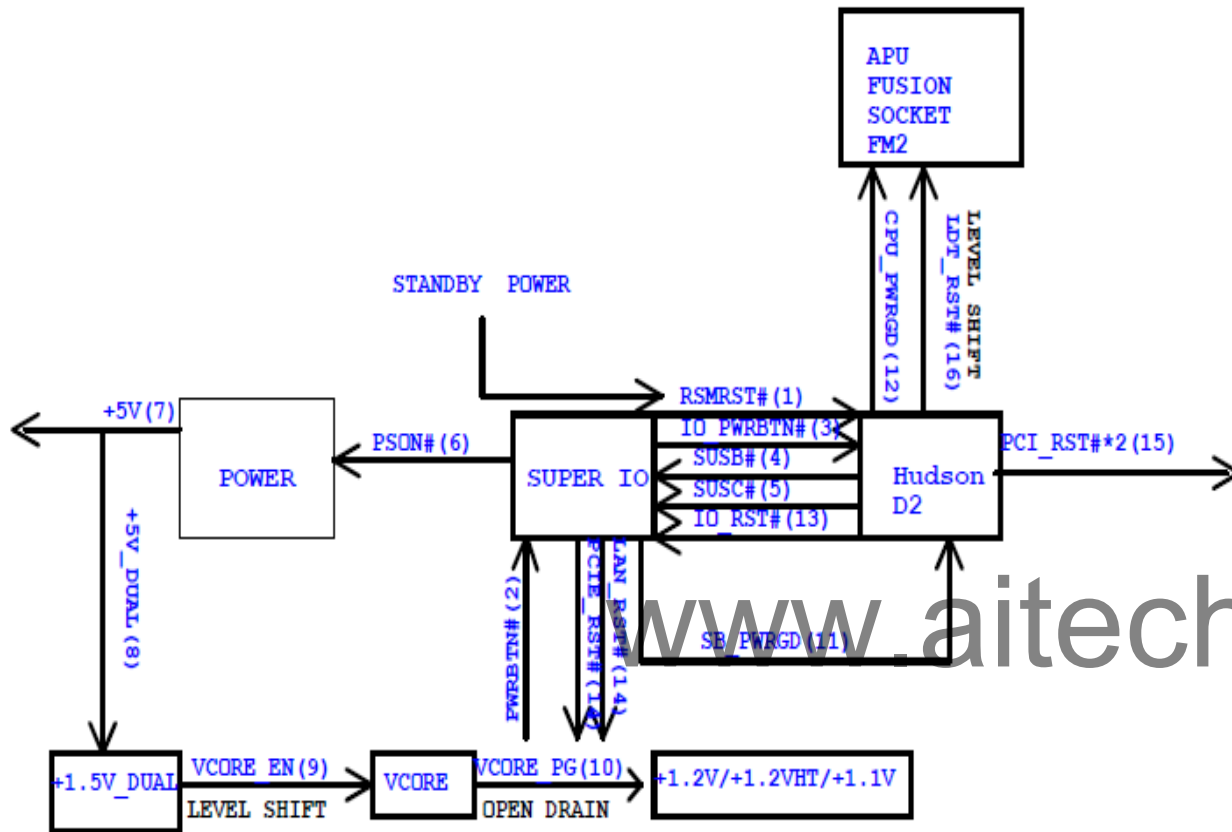 APU
FUSION
SOCKET
FM2
CPU_PWRGD(12)
LDT_RST#(16)
LEVEL SHIFT
STANDBY POWER
RSMRST#(1)
+5V(7)
PSON#(6)
IO_PWRBTN#(3)
SUSB#(4)
SUSC#(5)
IO_RST#(13)
PCI_RST#*2(15)
POWER
SUPER IO
Hudson
D2
+5V_DUAL(8)
PWRBTN#(2)
PCIE_RST#(14)
LAN_RST#(14)
SB_PWRGD(11)
www.aitech
+1.5V_DUAL
VCORE_EN(9)
LEVEL SHIFT
VCORE
VCORE_PG(10)
OPEN DRAIN
+1.2V/+1.2VHT/+1.1V